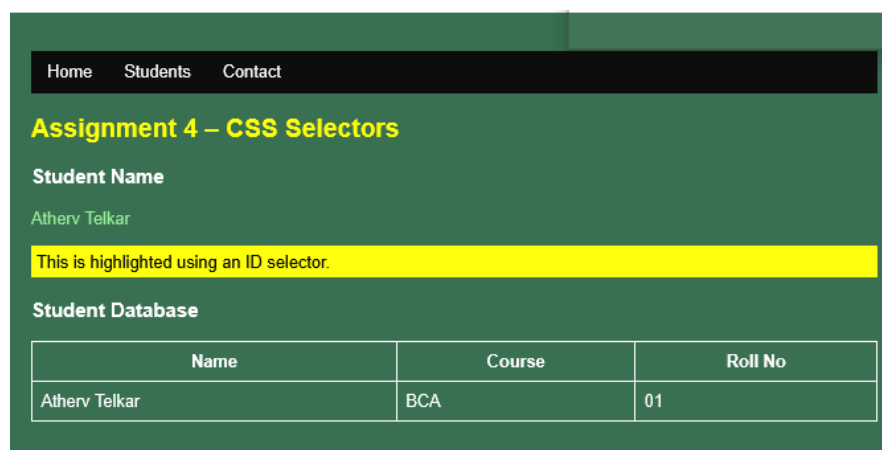 Home Students Contact
Assignment 4 – CSS Selectors
Student Name
Atherv Telkar
This is highlighted using an ID selector.
Student Database
Name Course Roll No
Atherv Telkar BCA 01